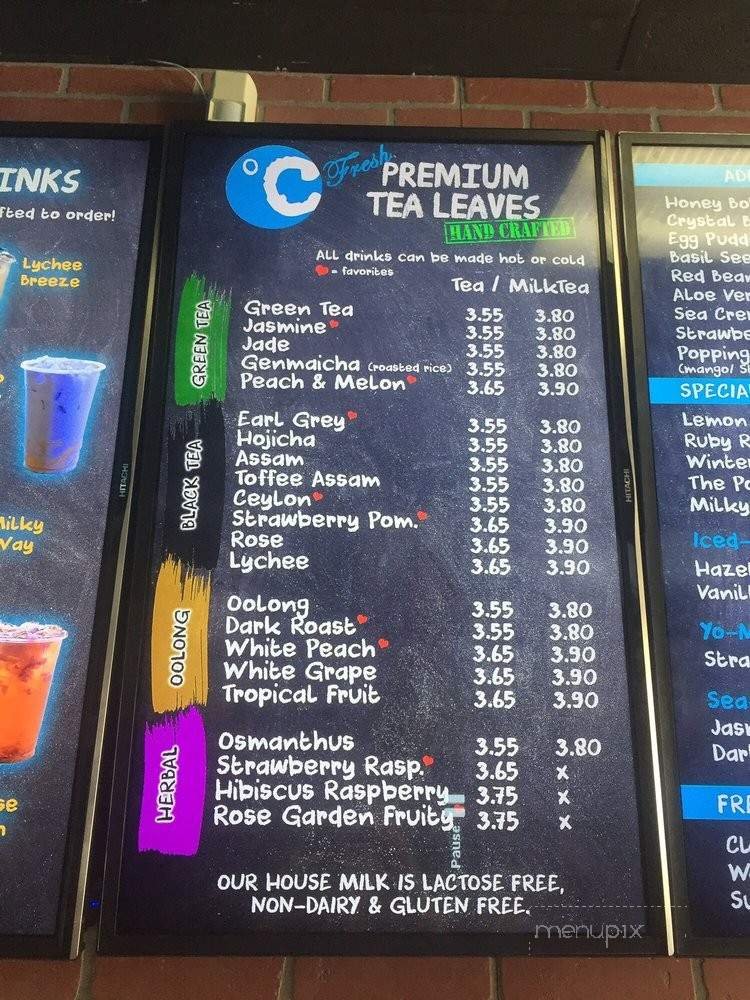 INKS
fted to order!
Lychee
Breeze
Milky
Way
HITACHI
°C Fresh
PREMIUM
TEA LEAVES
HAND CRAFTED
All drinks can be made hot or cold
= favorites
Tea / MilkTea
GREEN TEA
Green Tea 3.55 3.80
Jasmine 3.55 3.80
Jade 3.55 3.80
Genmaicha (roasted rice) 3.55 3.80
Peach & Melon 3.65 3.90
BLACK TEA
Earl Grey 3.55 3.80
Hojicha 3.55 3.80
Assam 3.55 3.80
Toffee Assam 3.55 3.80
Ceylon 3.55 3.80
Strawberry Pom. 3.65 3.90
Rose 3.65 3.90
Lychee 3.65 3.90
OOLONG
Oolong 3.55 3.80
Dark Roast 3.55 3.80
White Peach 3.65 3.90
White Grape 3.65 3.90
Tropical Fruit 3.65 3.90
HERBAL
Osmanthus 3.55 3.80
Strawberry Rasp. 3.65 x
Hibiscus Raspberry 3.75 x
Rose Garden Fruity 3.75 x
Pause
OUR HOUSE MILK IS LACTOSE FREE,
NON-DAIRY & GLUTEN FREE.
menupix
HITACHI
AD
Honey Bo
Crystal B
Egg Pudd
Basil See
Red Bean
Aloe Ver
Sea Cre
Strawbe
Popping
(mango/ S
SPECIA
Lemon
Ruby R
Winter
The Po
Milky
Iced-
Hazel
Vanill
Yo-
Stra
Sea
Jas
Dar
FRE